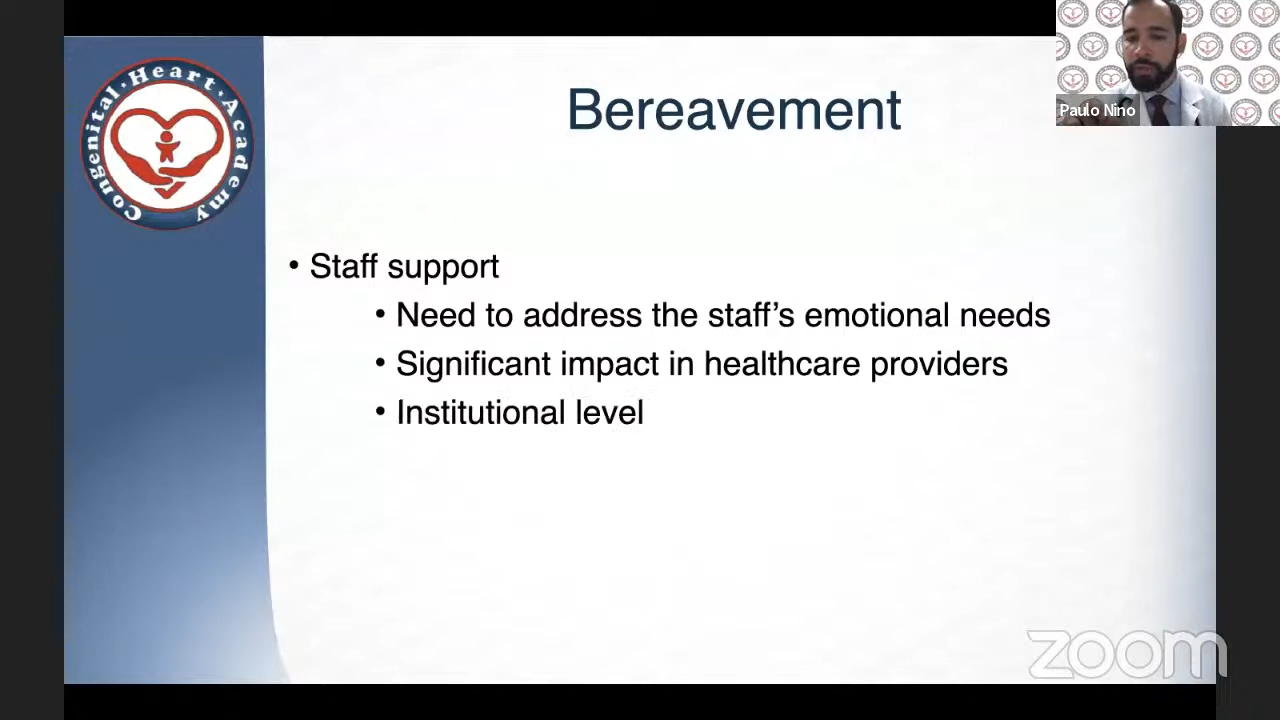 Congenital · Heart · Academy
Paulo Nino
Bereavement
• Staff support
• Need to address the staff’s emotional needs
• Significant impact in healthcare providers
• Institutional level
zoom